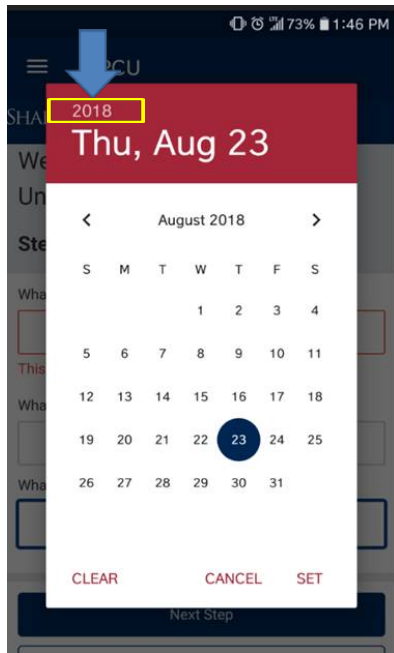 73% 1:46 PM
CU
SHA
2018
Thu, Aug 23
We
Un
August 2018
Ste
S M T W T F S
Wha
1 2 3 4
5 6 7 8 9 10 11
This
12 13 14 15 16 17 18
Wha
19 20 21 22 23 24 25
26 27 28 29 30 31
Wha
CLEAR CANCEL SET
Next Step